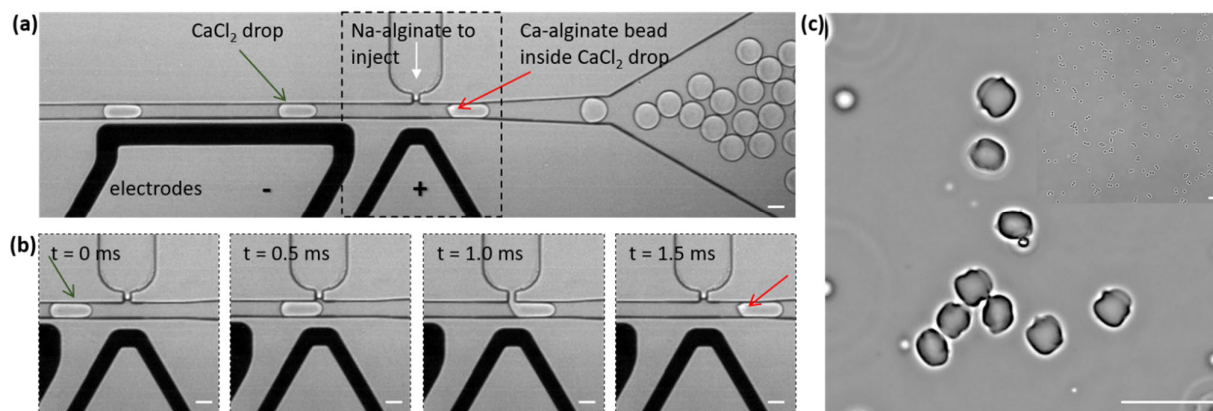 (a)
CaCl₂ drop
Na-alginate to
inject
Ca-alginate bead
inside CaCl₂ drop
electrodes
-
+
(b)
t = 0 ms
t = 0.5 ms
t = 1.0 ms
t = 1.5 ms
(c)